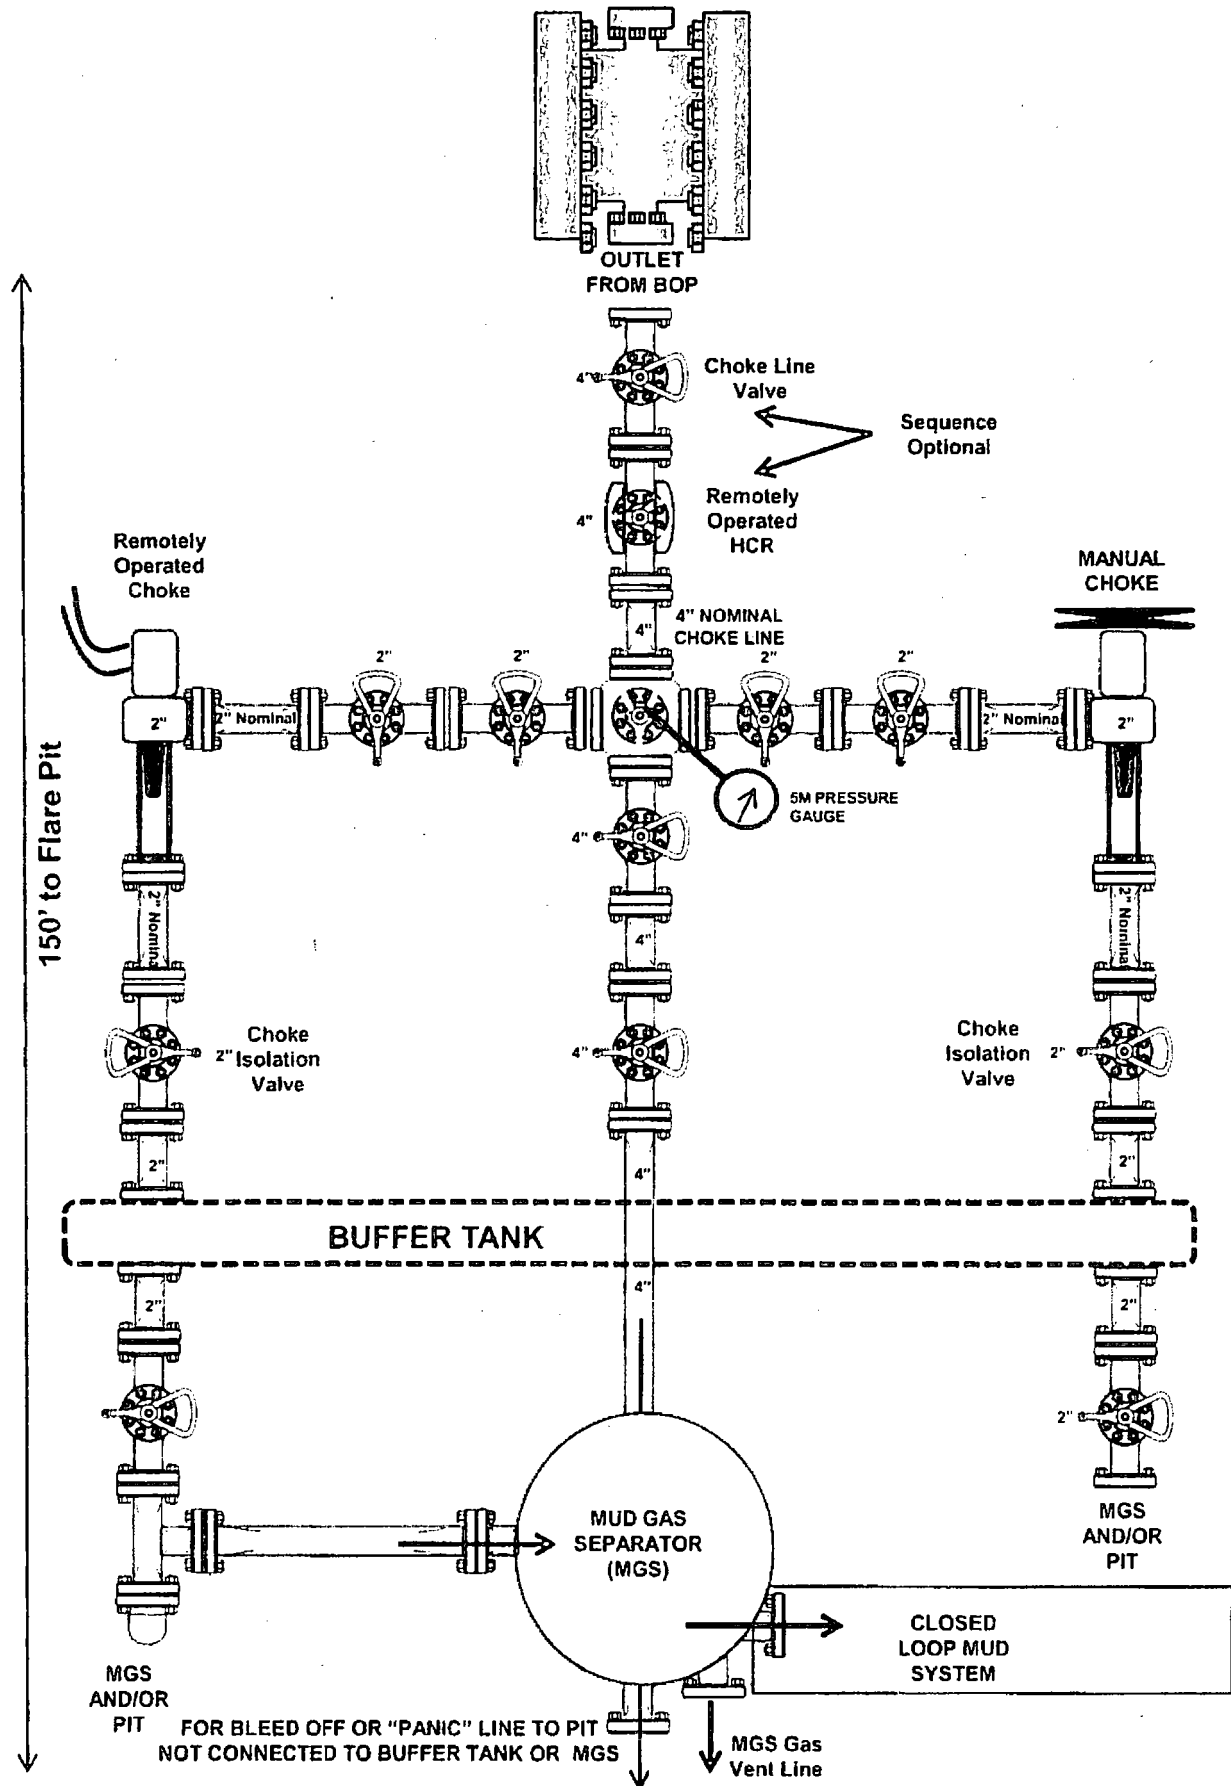 OUTLET
FROM BOP
4"
Choke Line
Valve
Sequence
Optional
4"
Remotely
Operated
HCR
Remotely
Operated
Choke
MANUAL
CHOKE
4"
4" NOMINAL
CHOKE LINE
2"
2"
2"
2"
2"
2" Nominal
2" Nominal
2"
5M PRESSURE
GAUGE
4"
150' to Flare Pit
2" Nominal
4"
2" Nominal
2"
Choke
Isolation
Valve
4"
Choke
Isolation
Valve
2"
2"
4"
2"
BUFFER TANK
2"
4"
2"
2"
MUD GAS
SEPARATOR
(MGS)
MGS
AND/OR
PIT
CLOSED
LOOP MUD
SYSTEM
MGS
AND/OR
PIT
FOR BLEED OFF OR "PANIC" LINE TO PIT
NOT CONNECTED TO BUFFER TANK OR MGS
MGS Gas
Vent Line